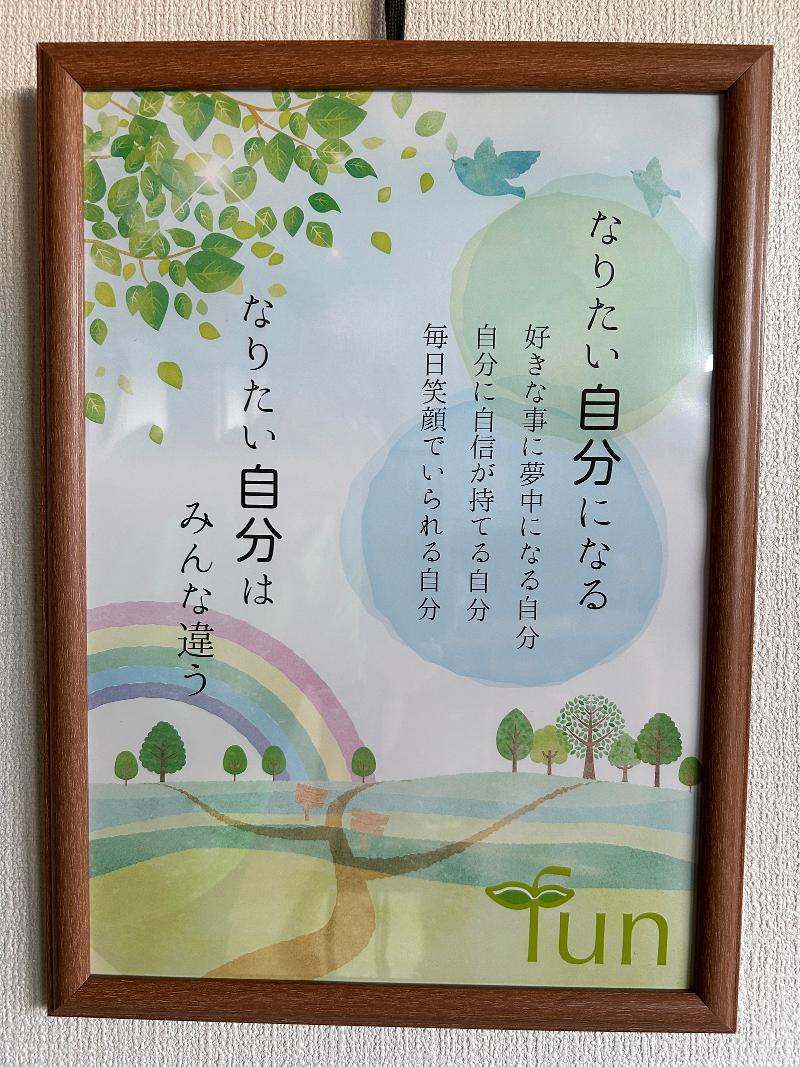 なりたい自分になる
好きな事に夢中になる自分
自分に自信が持てる自分
毎日笑顔でいられる自分
なりたい自分は
みんな違う
fun